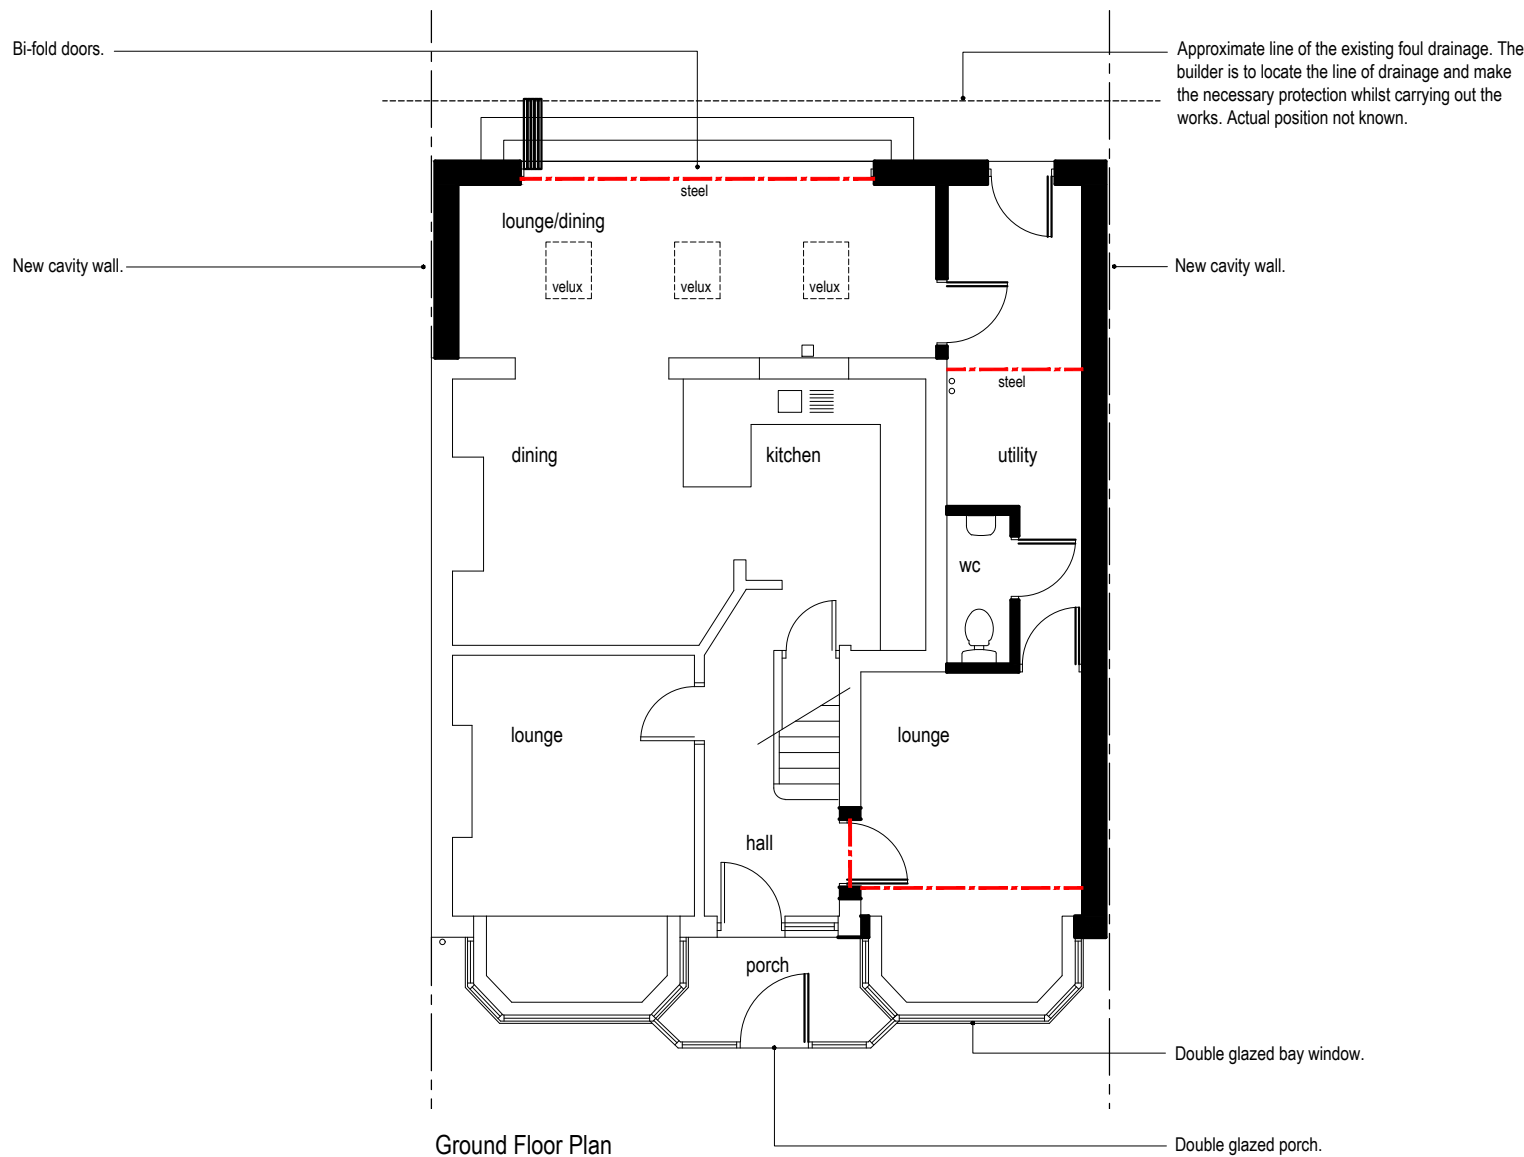 Bi-fold doors.
Approximate line of the existing foul drainage. The
builder is to locate the line of drainage and make
the necessary protection whilst carrying out the
works. Actual position not known.
steel
lounge/dining
New cavity wall.
New cavity wall.
velux
velux
velux
steel
dining
kitchen
utility
wc
lounge
lounge
hall
porch
Double glazed bay window.
Ground Floor Plan
Double glazed porch.